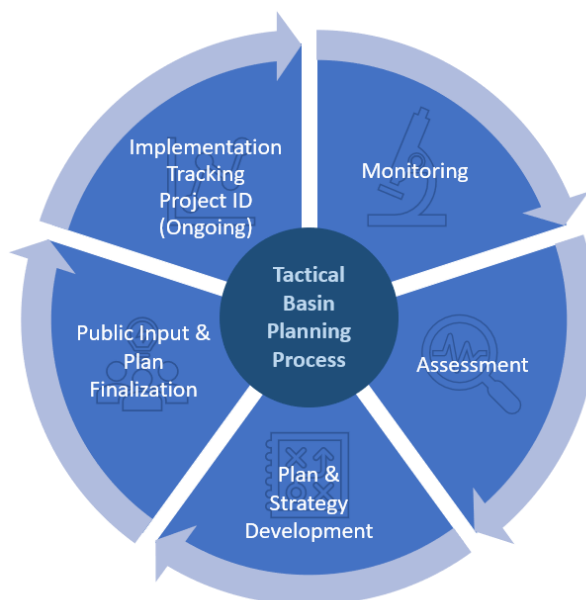 Implementation
Tracking
Project ID
(Ongoing)
Monitoring
Tactical
Basin
Planning
Process
Public Input &
Plan
Finalization
Assessment
Plan &
Strategy
Development